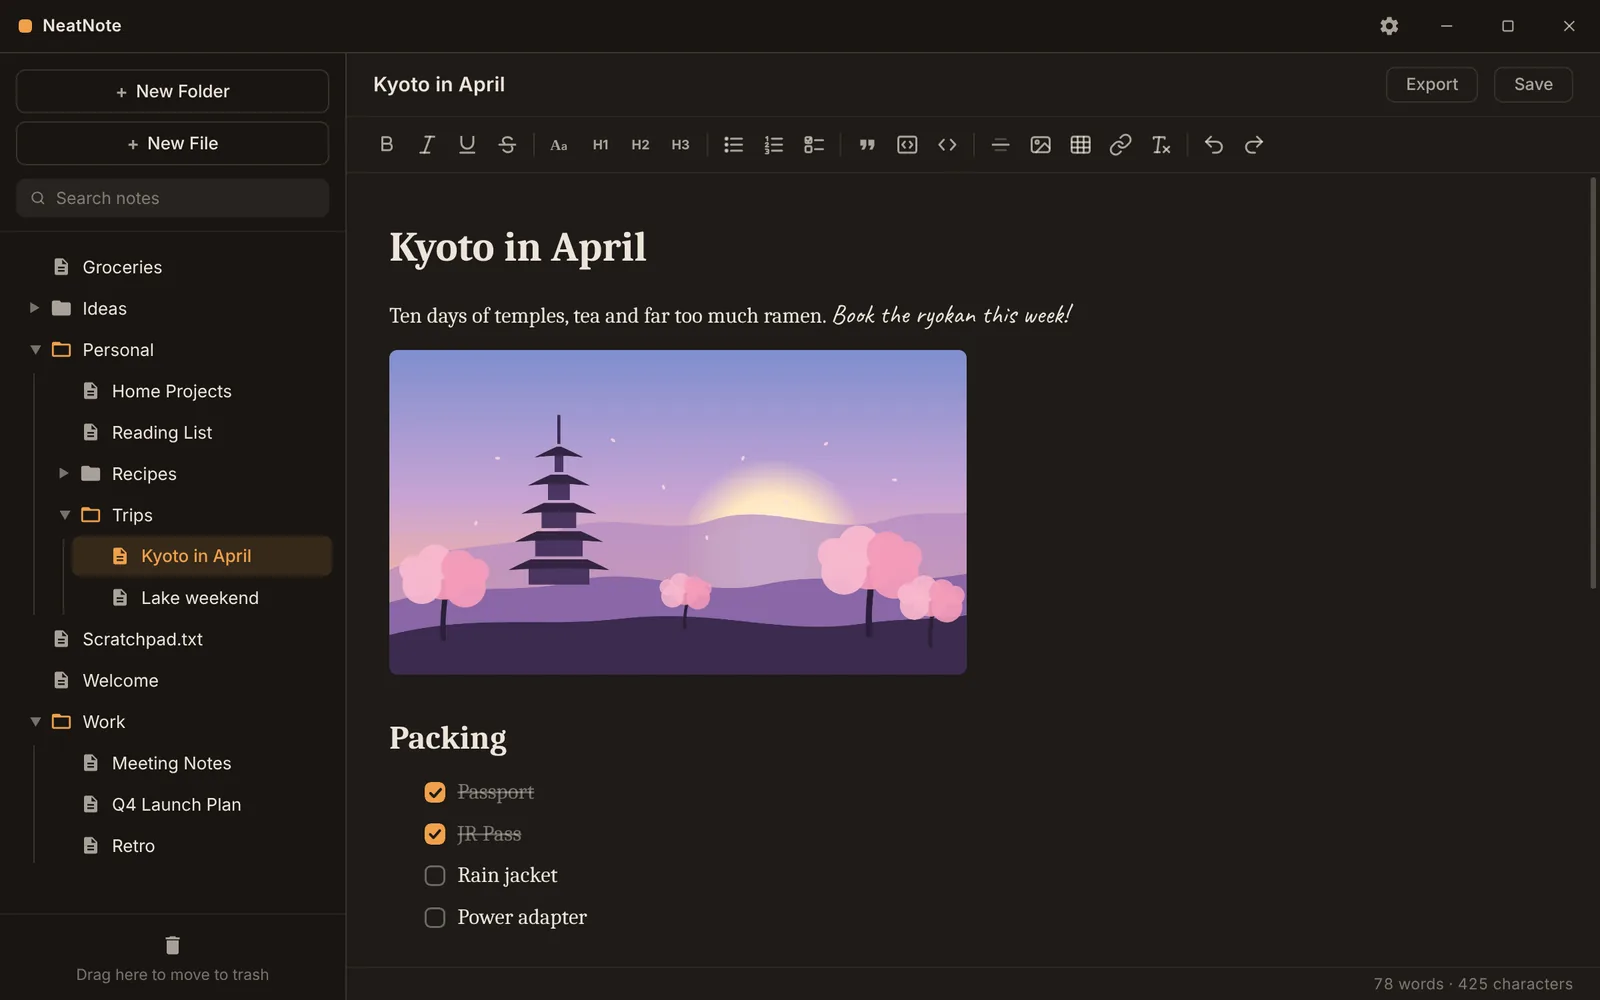 NeatNote
+ New Folder
+ New File
Search notes
Groceries
Ideas
Personal
Home Projects
Reading List
Recipes
Trips
Kyoto in April
Lake weekend
Scratchpad.txt
Welcome
Work
Meeting Notes
Q4 Launch Plan
Retro
Drag here to move to trash
Kyoto in April
Export Save
B I U S Aa H1 H2 H3
Kyoto in April
Ten days of temples, tea and far too much ramen. Book the ryokan this week!
Packing
Passport
JR Pass
Rain jacket
Power adapter
78 words · 425 characters